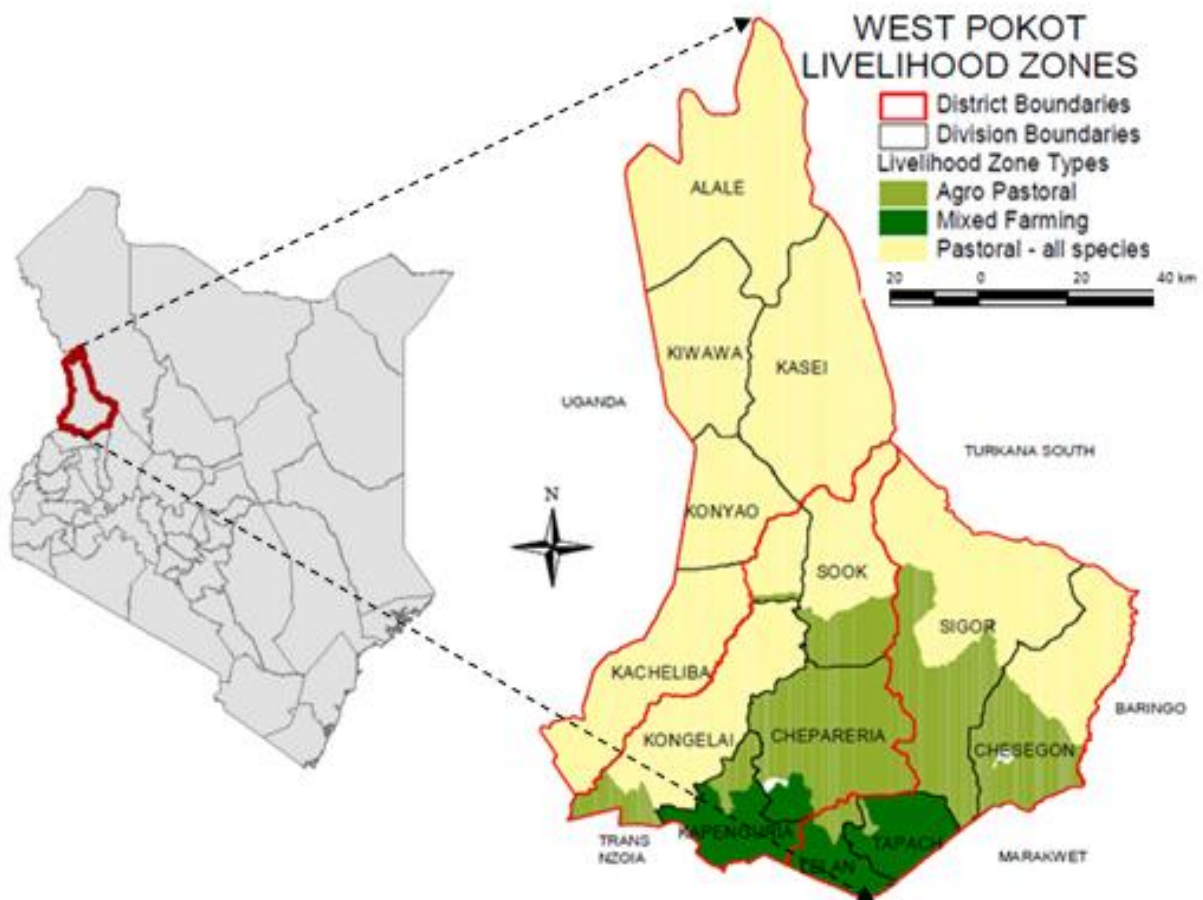 WEST POKOT
LIVELIHOOD ZONES
District Boundaries
Division Boundaries
Livelihood Zone Types
Agro Pastoral
Mixed Farming
Pastoral - all species
20 0 20 40 km
ALALE
KIWAWA
KASEI
UGANDA
TURKANA SOUTH
N
KONYAO
SOOK
SIGOR
KACHELIBA
BARINGO
KONGELAI
CHEPARERIA
CHESEGON
KAPENGURIA
TRANS
NZOIA
TAPACH
LELAN
MARAKWET